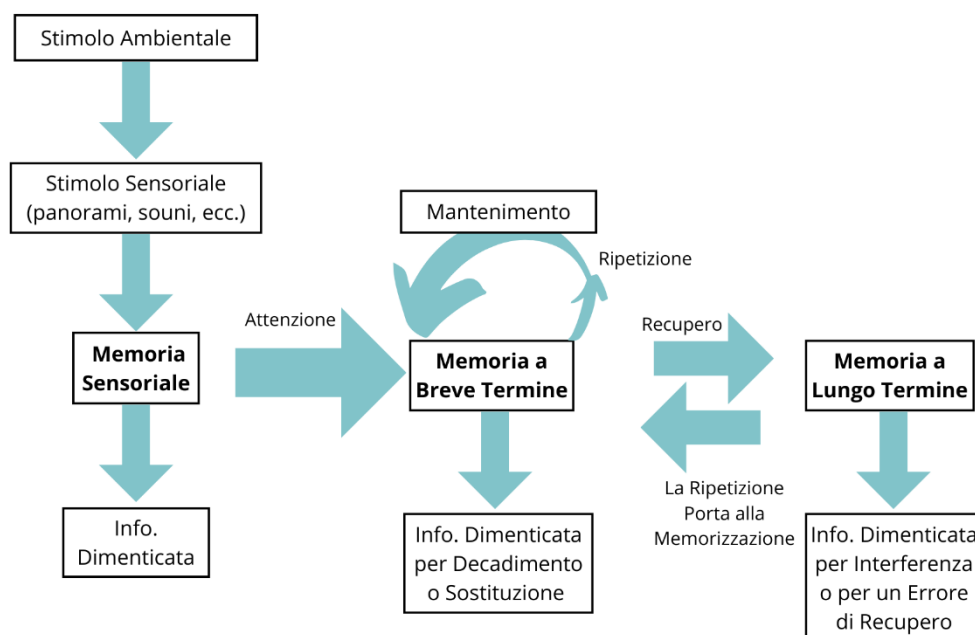 Stimolo Ambientale
Stimolo Sensoriale
(panorami, souni, ecc.)
Mantenimento
Ripetizione
Attenzione
Recupero
Memoria
Sensoriale
Memoria a
Breve Termine
Memoria a
Lungo Termine
La Ripetizione
Porta alla
Memorizzazione
Info.
Dimenticata
Info. Dimenticata
per Decadimento
o Sostituzione
Info. Dimenticata
per Interferenza
o per un Errore
di Recupero